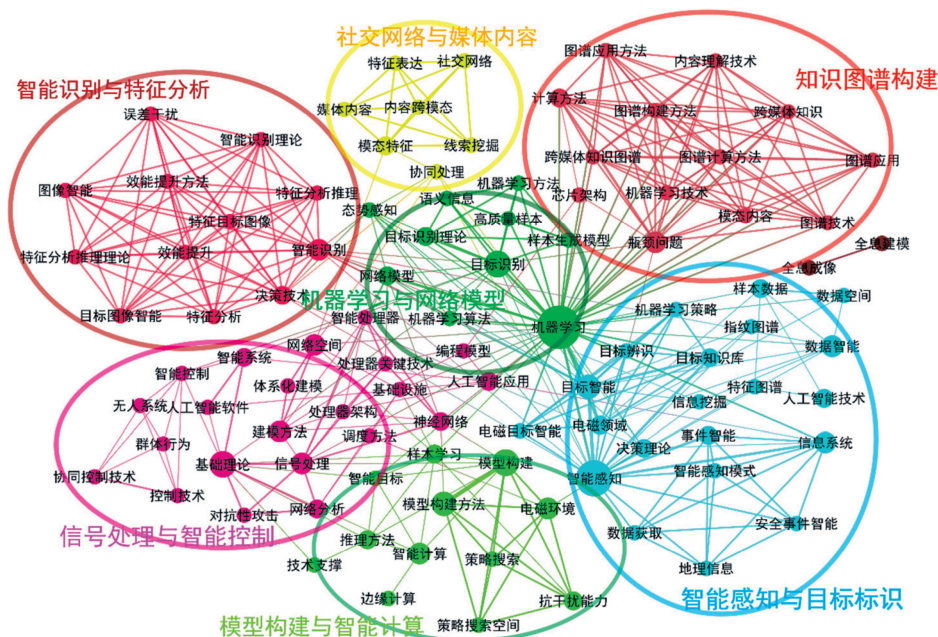 社交网络与媒体内容
特征表达
社交网络
媒体内容
内容跨模态
模态特征
线索挖掘
协同处理
知识图谱构建
图谱应用方法
内容理解技术
计算方法
图谱构建方法
跨媒体知识
跨媒体知识图谱
图谱计算方法
图谱应用
芯片架构
机器学习技术
模态内容
图谱技术
瓶颈问题
全息建模
全息成像
智能识别与特征分析
误差干扰
智能识别理论
图像智能
效能提升方法
特征分析推理
特征目标图像
特征分析推理理论
效能提升
智能识别
决策技术
目标图像智能
特征分析
机器学习与网络模型
机器学习方法
语义信息
态势感知
高质量样本
目标识别理论
样本生成模型
目标识别
网络模型
机器学习算法
机器学习
智能处理器
编程模型
网络空间
处理器关键技术
基础设施
人工智能应用
神经网络
信号处理与智能控制
智能系统
智能控制
体系化建模
无人系统
人工智能软件
处理器架构
群体行为
建模方法
调度方法
基础理论
信号处理
协同控制技术
控制技术
对抗性攻击
网络分析
模型构建与智能计算
样本学习
模型构建
智能目标
模型构建方法
电磁环境
推理方法
智能计算
策略搜索
技术支撑
边缘计算
抗干扰能力
策略搜索空间
智能感知与目标标识
样本数据
数据空间
机器学习策略
指纹图谱
目标辨识
目标知识库
数据智能
目标智能
特征图谱
信息挖掘
人工智能技术
电磁目标智能
电磁领域
决策理论
事件智能
信息系统
智能感知
智能感知模式
数据获取
安全事件智能
地理信息